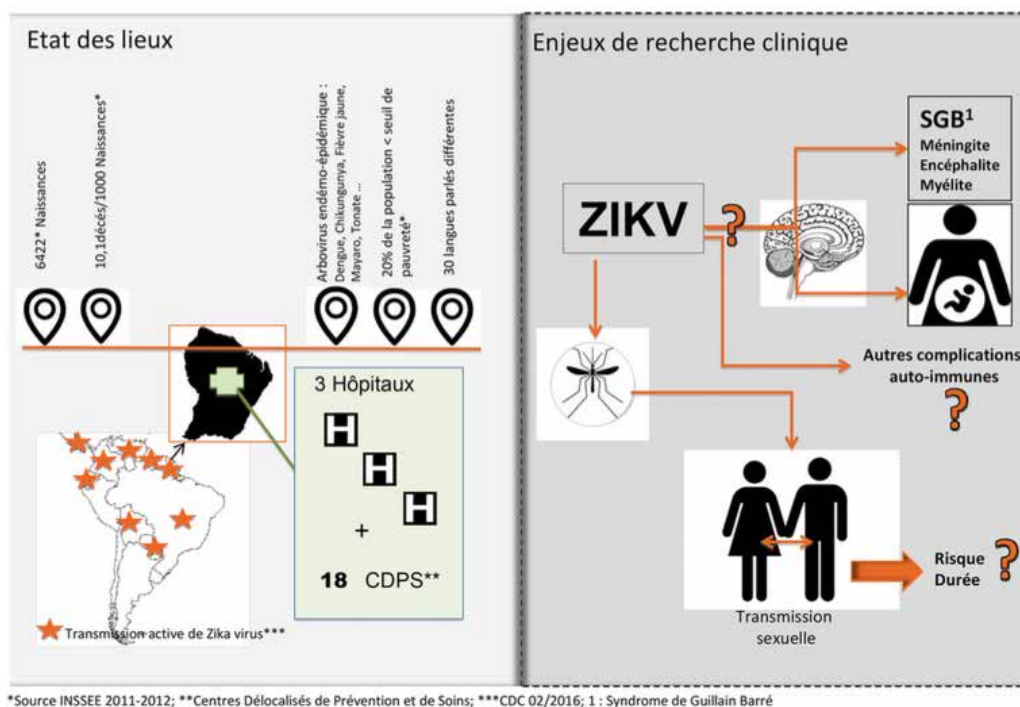 Etat des lieux
6422* Naissances
10,1décés/1000 Naissances*
Arbovirus endémo-épidémique :
Dengue, Chikungunya, Fièvre jaune,
Mayaro, Tonate ...
20% de la population < seuil de
pauvreté*
30 langues parlés différentes
3 Hôpitaux
H
H
H
+
18 CDPS**
Transmission active de Zika virus***
Enjeux de recherche clinique
ZIKV
?
SGB1
Méningite
Encéphalite
Myélite
Autres complications
auto-immunes
?
Transmission
sexuelle
Risque
Durée
?
*Source INSSEE 2011-2012; **Centres Délocalisés de Prévention et de Soins; ***CDC 02/2016; 1 : Syndrome de Guillain Barré